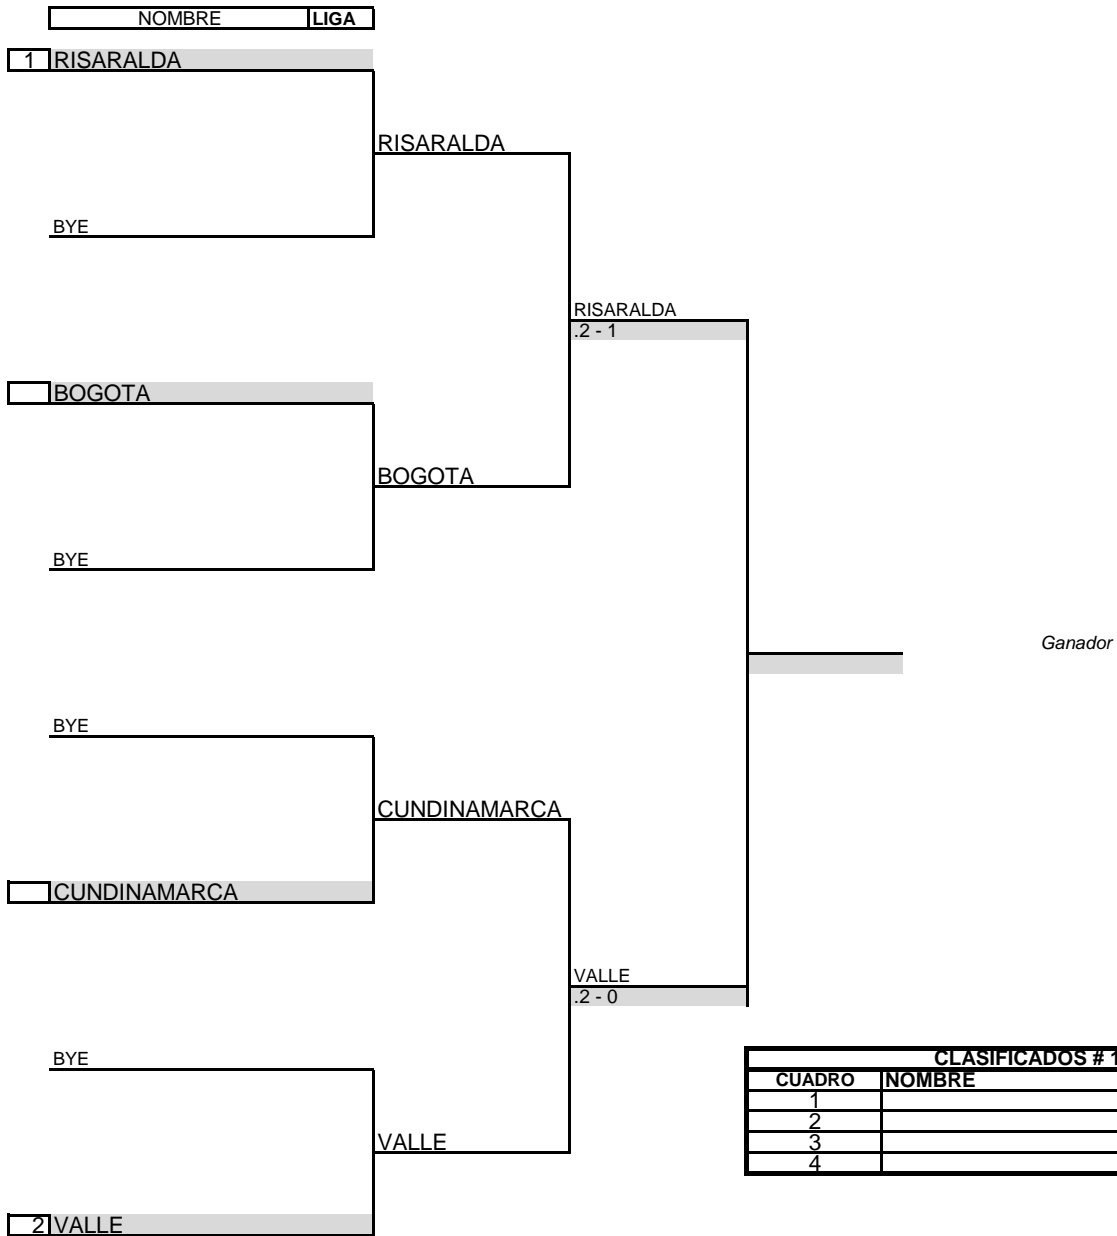 NOMBRE LIGA
1 RISARALDA
RISARALDA
BYE
RISARALDA
.2 - 1
BOGOTA
BOGOTA
BYE
Ganador
BYE
CUNDINAMARCA
CUNDINAMARCA
VALLE
.2 - 0
BYE
CLASIFICADOS # 1
CUADRO NOMBRE
1
2
3
4
VALLE
2 VALLE